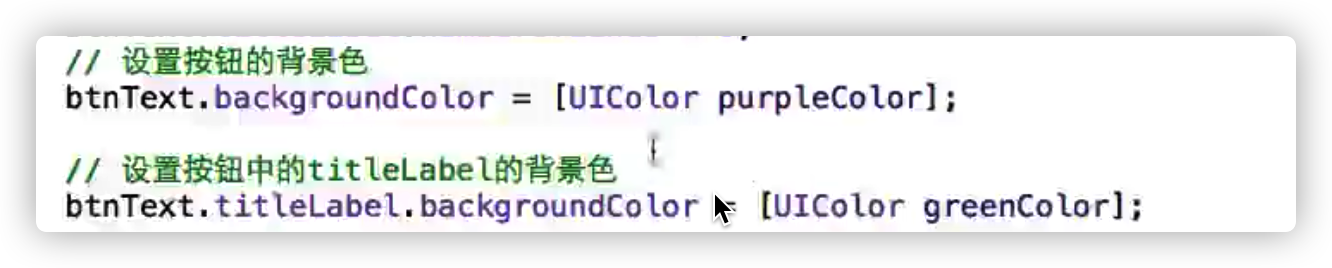 // 设置按钮的背景色
btnText.backgroundColor = [UIColor purpleColor];
// 设置按钮中的titleLabel的背景色
btnText.titleLabel.backgroundColor = [UIColor greenColor];